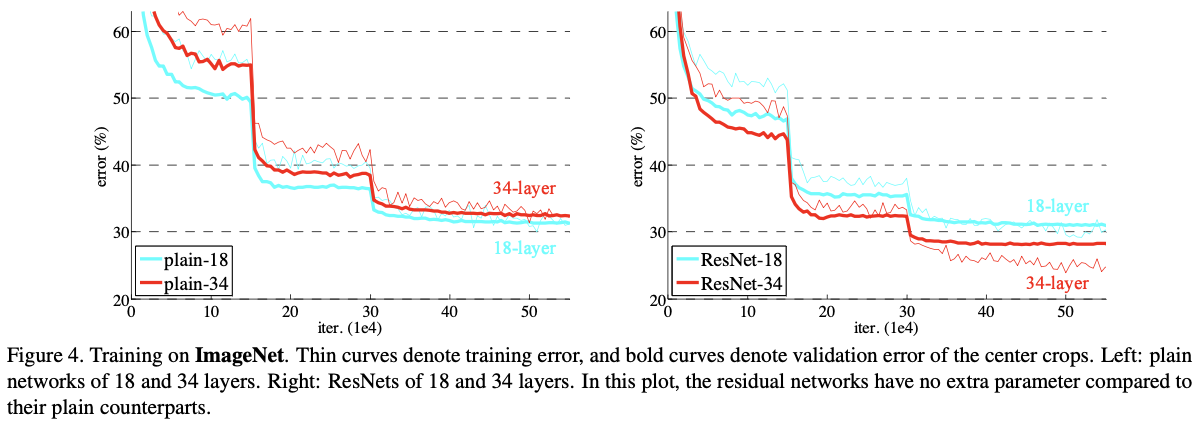 60
50
40
30
20
error (%)
0 10 20 30 40 50
iter. (1e4)
34-layer
18-layer
plain-18
plain-34
60
50
40
30
20
error (%)
0 10 20 30 40 50
iter. (1e4)
18-layer
34-layer
ResNet-18
ResNet-34
Figure 4. Training on ImageNet. Thin curves denote training error, and bold curves denote validation error of the center crops. Left: plain
networks of 18 and 34 layers. Right: ResNets of 18 and 34 layers. In this plot, the residual networks have no extra parameter compared to
their plain counterparts.